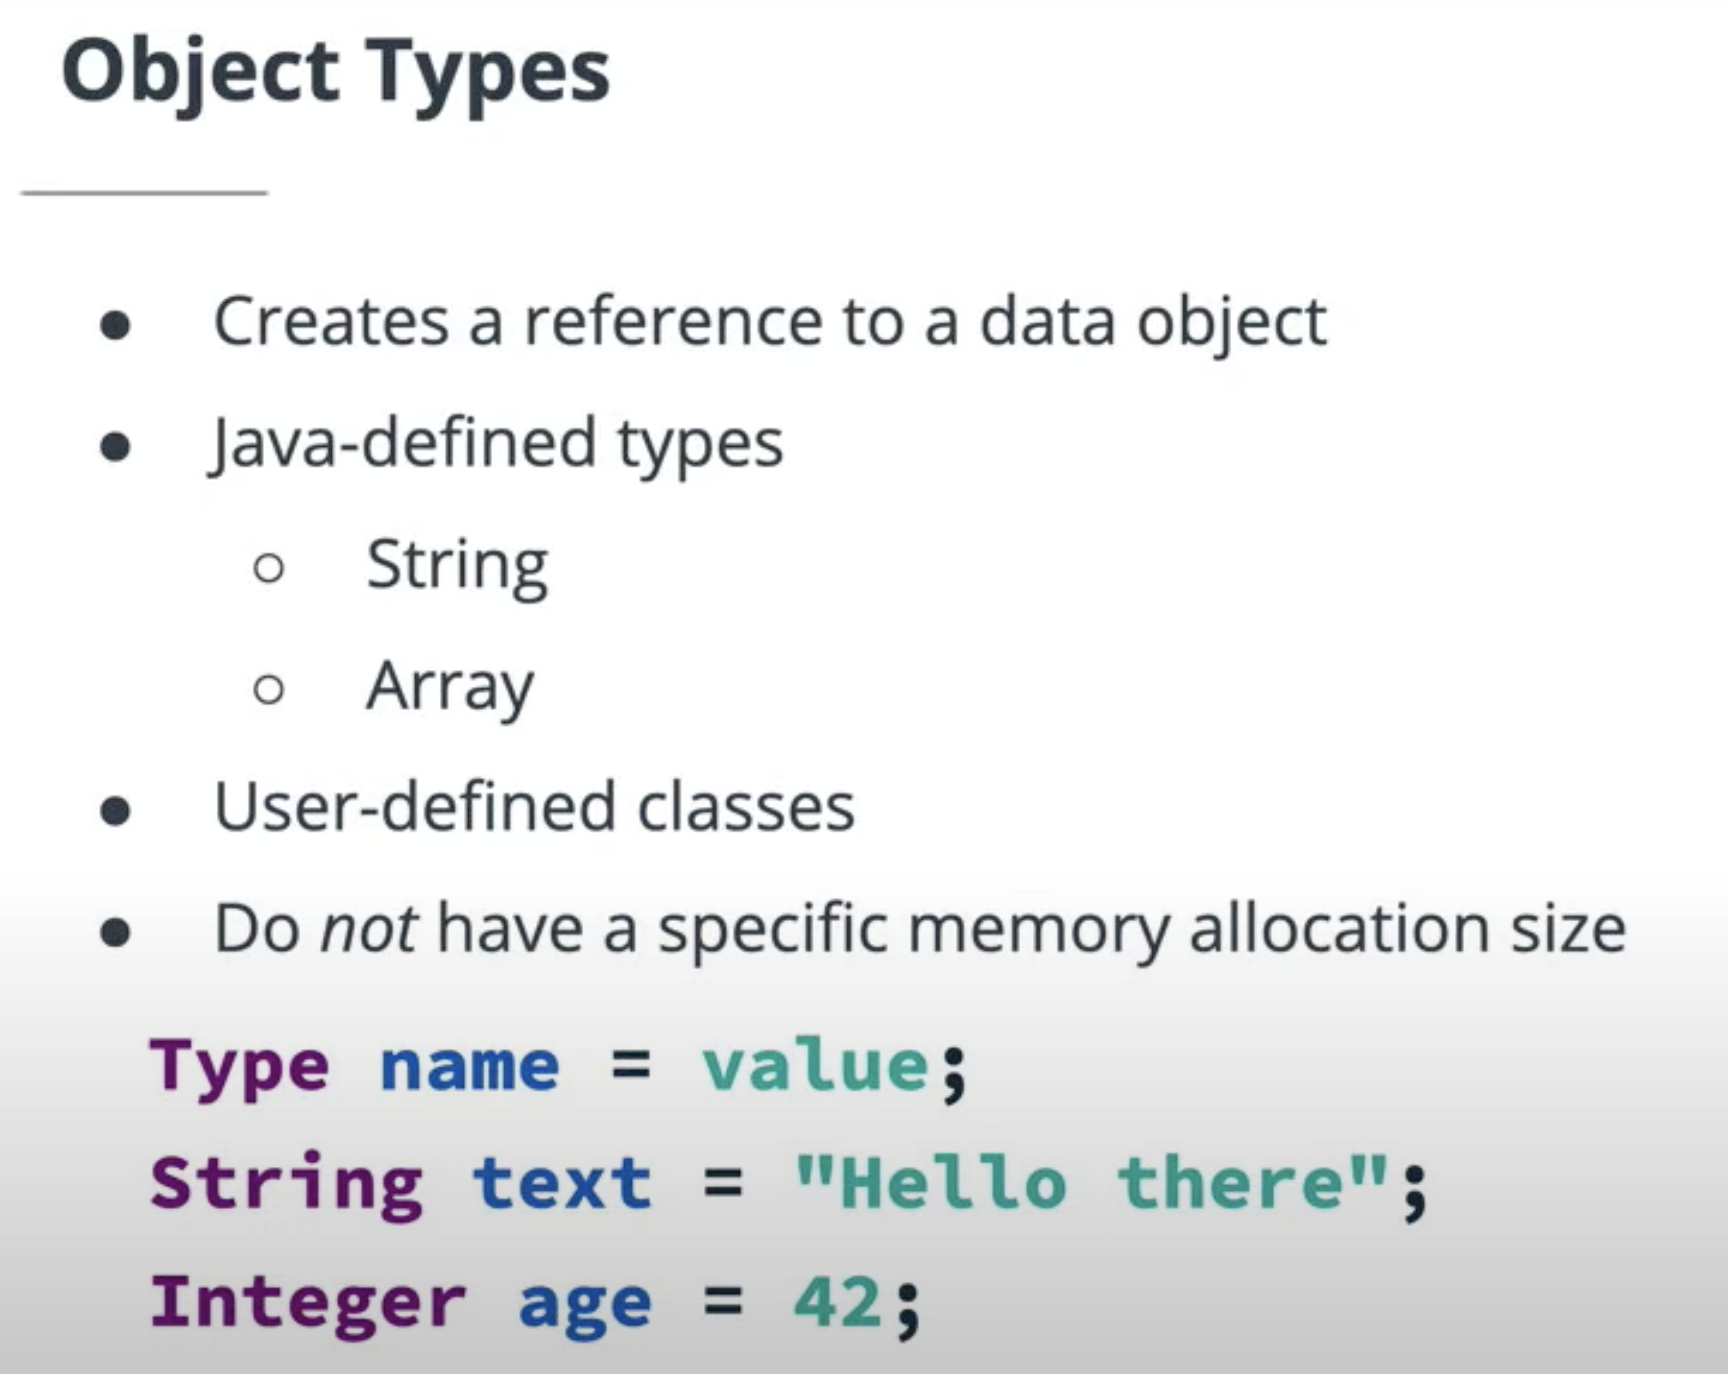 Object Types
● Creates a reference to a data object
● Java-defined types
○ String
○ Array
● User-defined classes
● Do not have a specific memory allocation size
Type name = value;
String text = "Hello there";
Integer age = 42;